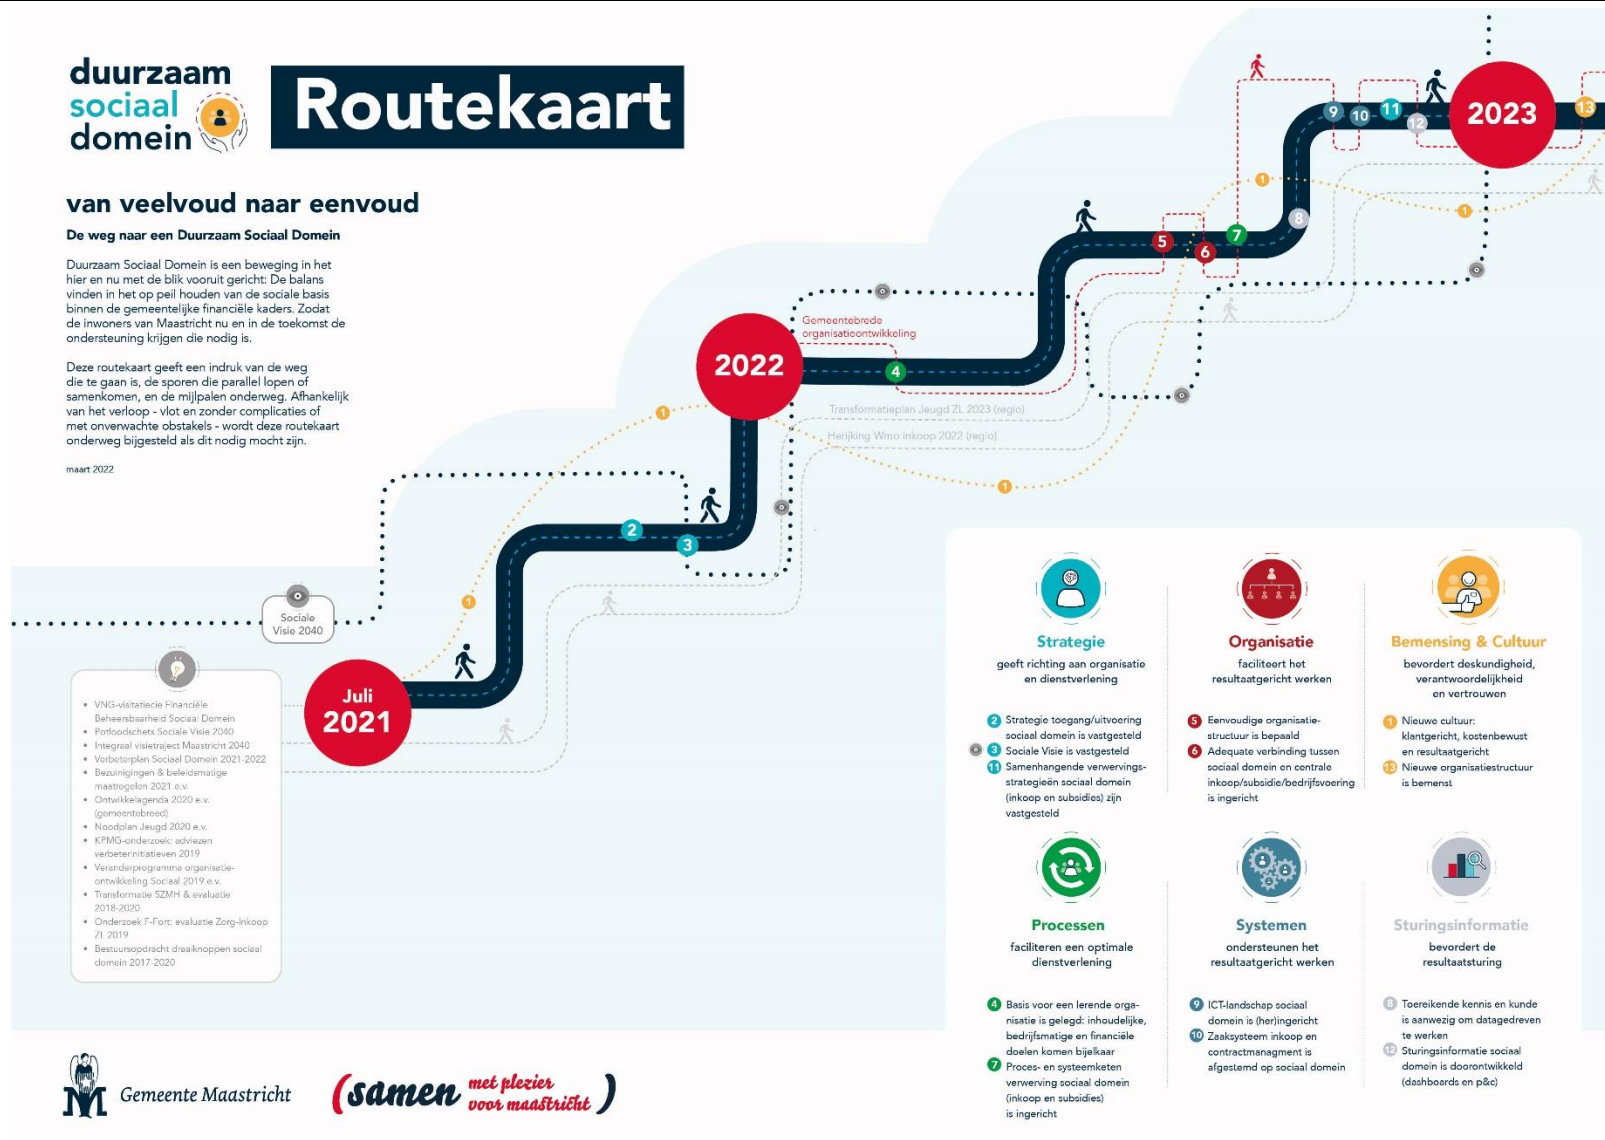 duurzaam
sociaal
domein
Routekaart
van veelvoud naar eenvoud
De weg naar een Duurzaam Sociaal Domein
Duurzaam Sociaal Domein is een beweging in het
hier en nu met de blik vooruit gericht: De balans
vinden in het op peil houden van de sociale basis
binnen de gemeentelijke financiële kaders. Zodat
de inwoners van Maastricht nu en in de toekomst de
ondersteuning krijgen die nodig is.
Deze routekaart geeft een indruk van de weg
die te gaan is, de sporen die parallel lopen of
samenkomen, en de mijlpalen onderweg. Afhankelijk
van het verloop - vlot en zonder complicaties of
met onverwachte obstakels - wordt deze routekaart
onderweg bijgesteld als dit nodig mocht zijn.
maart 2022
Sociale
Visie 2040
• VNG-visitatiecie Financiële
Beheersbaarheid Sociaal Domein
• Potloodschets Sociale Visie 2040
• Integraal visietraject Maastricht 2040
• Verbeterplan Sociaal Domein 2021-2022
• Bezuinigingen & beleidsmatige
maatregelen 2021 e.v.
• Ontwikkelagenda 2020 e.v.
(gemeentebreed)
• Noodplan Jeugd 2020 e.v.
• KPMG-onderzoek: adviezen
verbeterinitiatieven 2019
• Veranderprogramma organisatie-
ontwikkeling Sociaal 2019 e.v.
• Transformatie SZMH & evaluatie
2018-2020
• Onderzoek F-Fort: evaluatie Zorg-Inkoop
ZL 2019
• Bestuursopdracht draaiknoppen sociaal
domein 2017-2020
Juli
2021
1
2
3
1
2022
Gemeentebrede
organisatieontwikkeling
4
Transformatieplan Jeugd ZL 2023 (regio)
Herijking Wmo inkoop 2022 (regio)
1
5
6
7
8
1
9
10
11
12
2023
1
13
Strategie
geeft richting aan organisatie
en dienstverlening
2 Strategie toegang/uitvoering
sociaal domein is vastgesteld
3 Sociale Visie is vastgesteld
11 Samenhangende verwervings-
strategieën sociaal domein
(inkoop en subsidies) zijn
vastgesteld
Organisatie
faciliteert het
resultaatgericht werken
5 Eenvoudige organisatie-
structuur is bepaald
6 Adequate verbinding tussen
sociaal domein en centrale
inkoop/subsidie/bedrijfsvoering
is ingericht
Bemensing & Cultuur
bevordert deskundigheid,
verantwoordelijkheid
en vertrouwen
1 Nieuwe cultuur:
klantgericht, kostenbewust
en resultaatgericht
13 Nieuwe organisatiestructuur
is bemenst
Processen
faciliteren een optimale
dienstverlening
4 Basis voor een lerende orga-
nisatie is gelegd: inhoudelijke,
bedrijfsmatige en financiële
doelen komen bijelkaar
7 Proces- en systeemketen
verwerving sociaal domein
(inkoop en subsidies)
is ingericht
Systemen
ondersteunen het
resultaatgericht werken
9 ICT-landschap sociaal
domein is (her)ingericht
10 Zaaksysteem inkoop en
contractmanagment is
afgestemd op sociaal domein
Sturingsinformatie
bevordert de
resultaatsturing
8 Toereikende kennis en kunde
is aanwezig om datagedreven
te werken
12 Sturingsinformatie sociaal
domein is doorontwikkeld
(dashboards en p&c)
Gemeente Maastricht
(samen met plezier
voor maastricht)